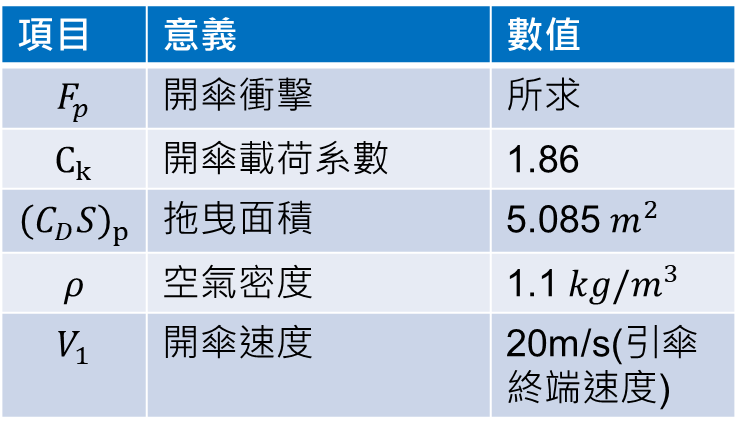 項目 意義 數值
F_p 開傘衝擊 所求
C_k 開傘載荷系數 1.86
(C_D S)_p 拖曳面積 5.085 m²
ρ 空氣密度 1.1 kg/m³
V_1 開傘速度 20m/s(引傘
終端速度)